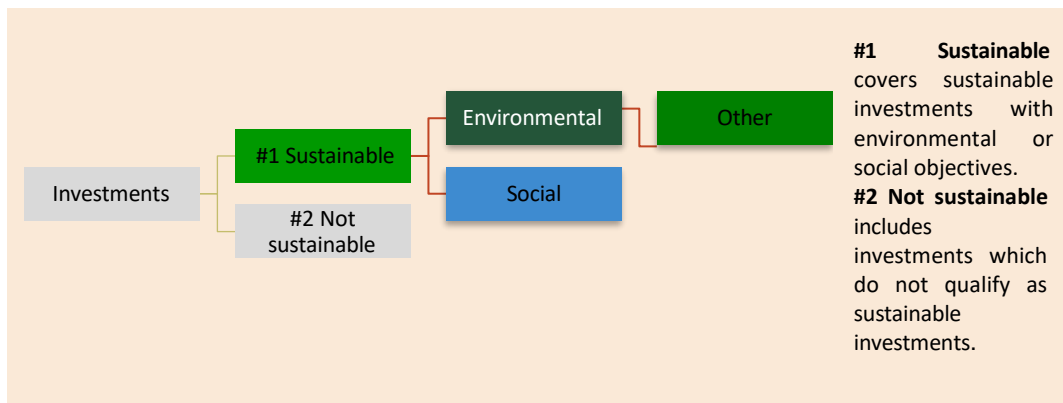 Investments
#1 Sustainable
#2 Not
sustainable
Environmental
Social
Other
#1 Sustainable
covers sustainable
investments with
environmental or
social objectives.
#2 Not sustainable
includes
investments which
do not qualify as
sustainable
investments.